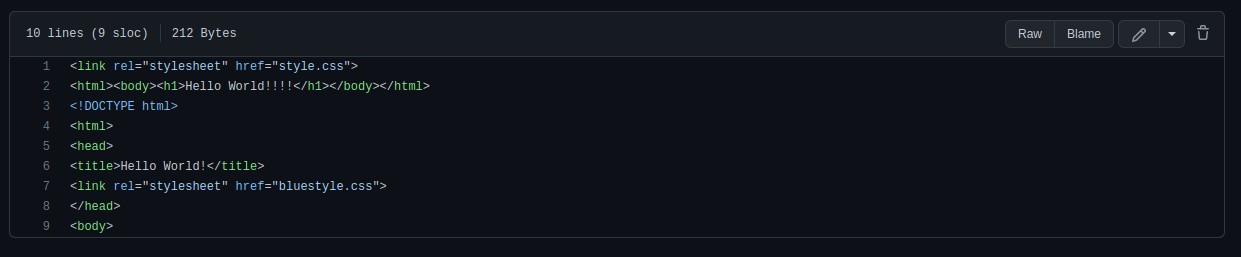 10 lines (9 sloc) 212 Bytes Raw Blame
1 <link rel="stylesheet" href="style.css">
2 <html><body><h1>Hello World!!!!</h1></body></html>
3 <!DOCTYPE html>
4 <html>
5 <head>
6 <title>Hello World!</title>
7 <link rel="stylesheet" href="bluestyle.css">
8 </head>
9 <body>